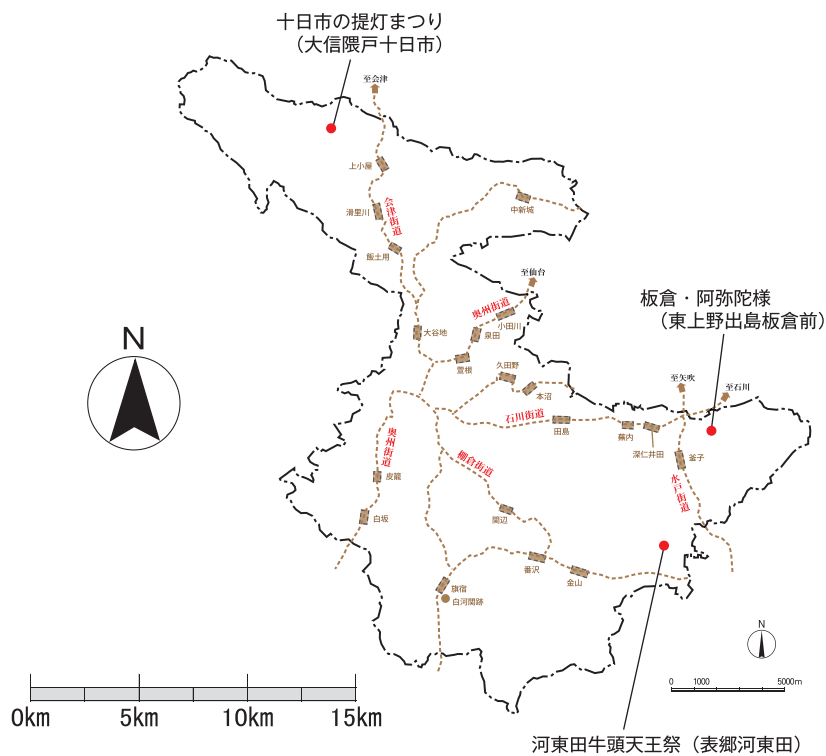 十日市の提灯まつり
（大信隈戸十日市）
至会津
上小屋
滑里川
会津街道
中新城
飯土用
至仙台
奥州街道
小田川
大谷地
泉田
萱根
板倉・阿弥陀様
（東上野出島板倉前）
N
久田野
本沼
至矢吹
至石川
石川街道
田島
蕪内
深仁井田
釜子
奥州街道
棚倉街道
皮籠
水戸街道
白坂
関辺
番沢
金山
旗宿
白河関跡
N
0 1000 5000m
0km 5km 10km 15km
河東田牛頭天王祭（表郷河東田）